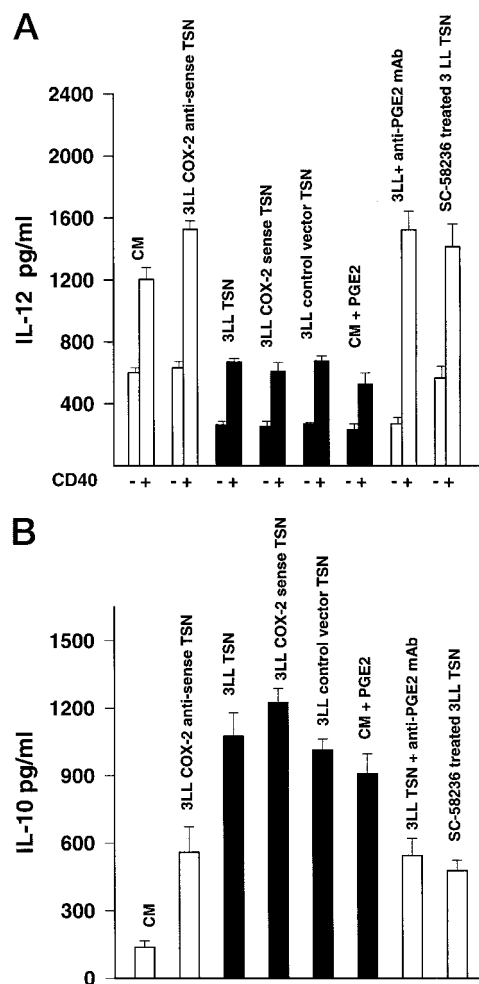 A
IL-12 pg/ml
2400
2000
1600
1200
800
400
CM
3LL COX-2 anti-sense TSN
3LL TSN
3LL COX-2 sense TSN
3LL control vector TSN
CM + PGE2
3LL+ anti-PGE2 mAb
SC-58236 treated 3 LL TSN
CD40 - + - + - + - + - + - + - + - +
B
IL-10 pg/ml
1500
1200
900
600
300
0
CM
3LL COX-2 anti-sense TSN
3LL TSN
3LL COX-2 sense TSN
3LL control vector TSN
CM + PGE2
3LL TSN + anti-PGE2 mAb
SC-58236 treated 3LL TSN